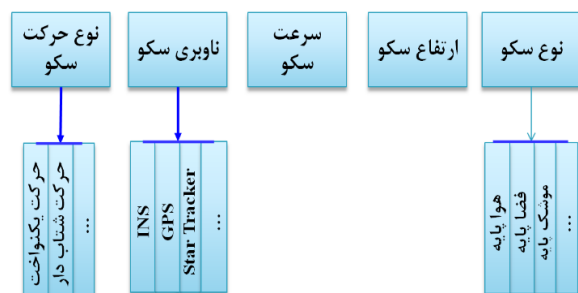 نوع سکو
ارتفاع سکو
سرعت
سکو
ناوبری سکو
نوع حرکت
سکو
هوا پایه
فضا پایه
موشک پایه
...
INS
GPS
Star Tracker
...
حرکت یکنواخت
حرکت شتاب دار
...